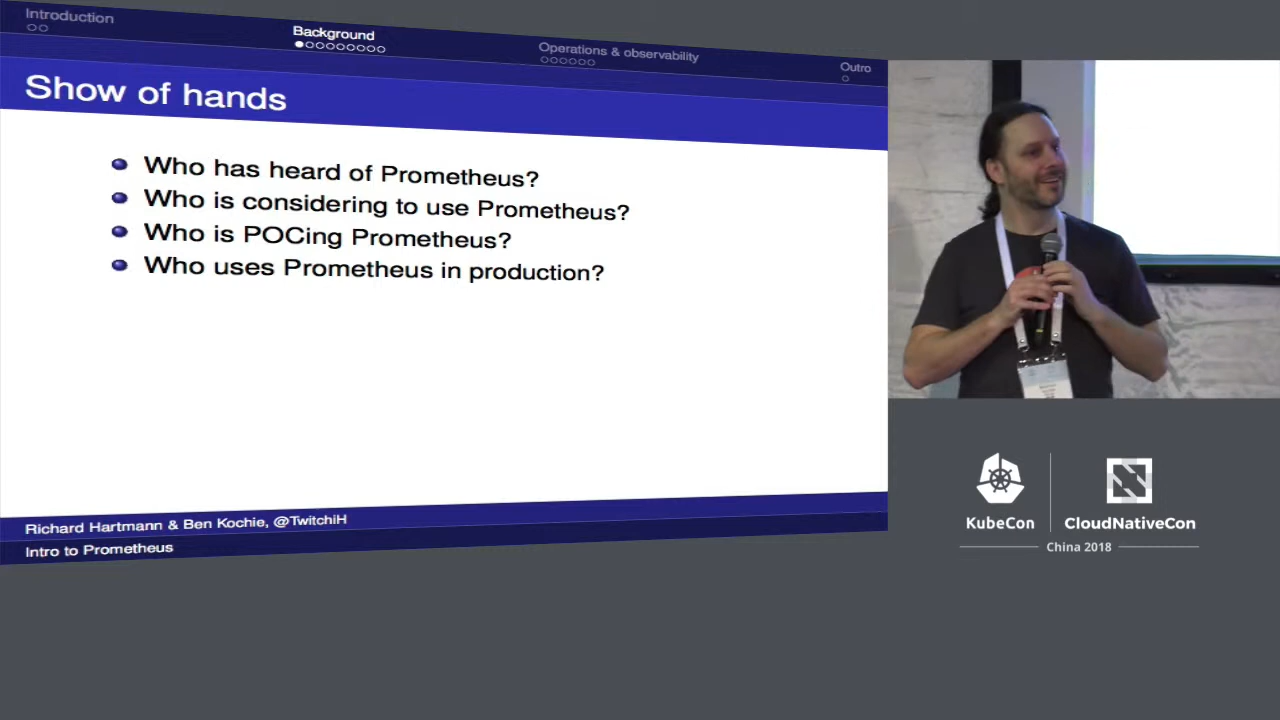 Introduction
Background
Operations & observability
Outro
Show of hands
Who has heard of Prometheus?
Who is considering to use Prometheus?
Who is POCing Prometheus?
Who uses Prometheus in production?
Richard Hartmann & Ben Kochie, @TwitchiH
Intro to Prometheus
KubeCon
CloudNativeCon
China 2018